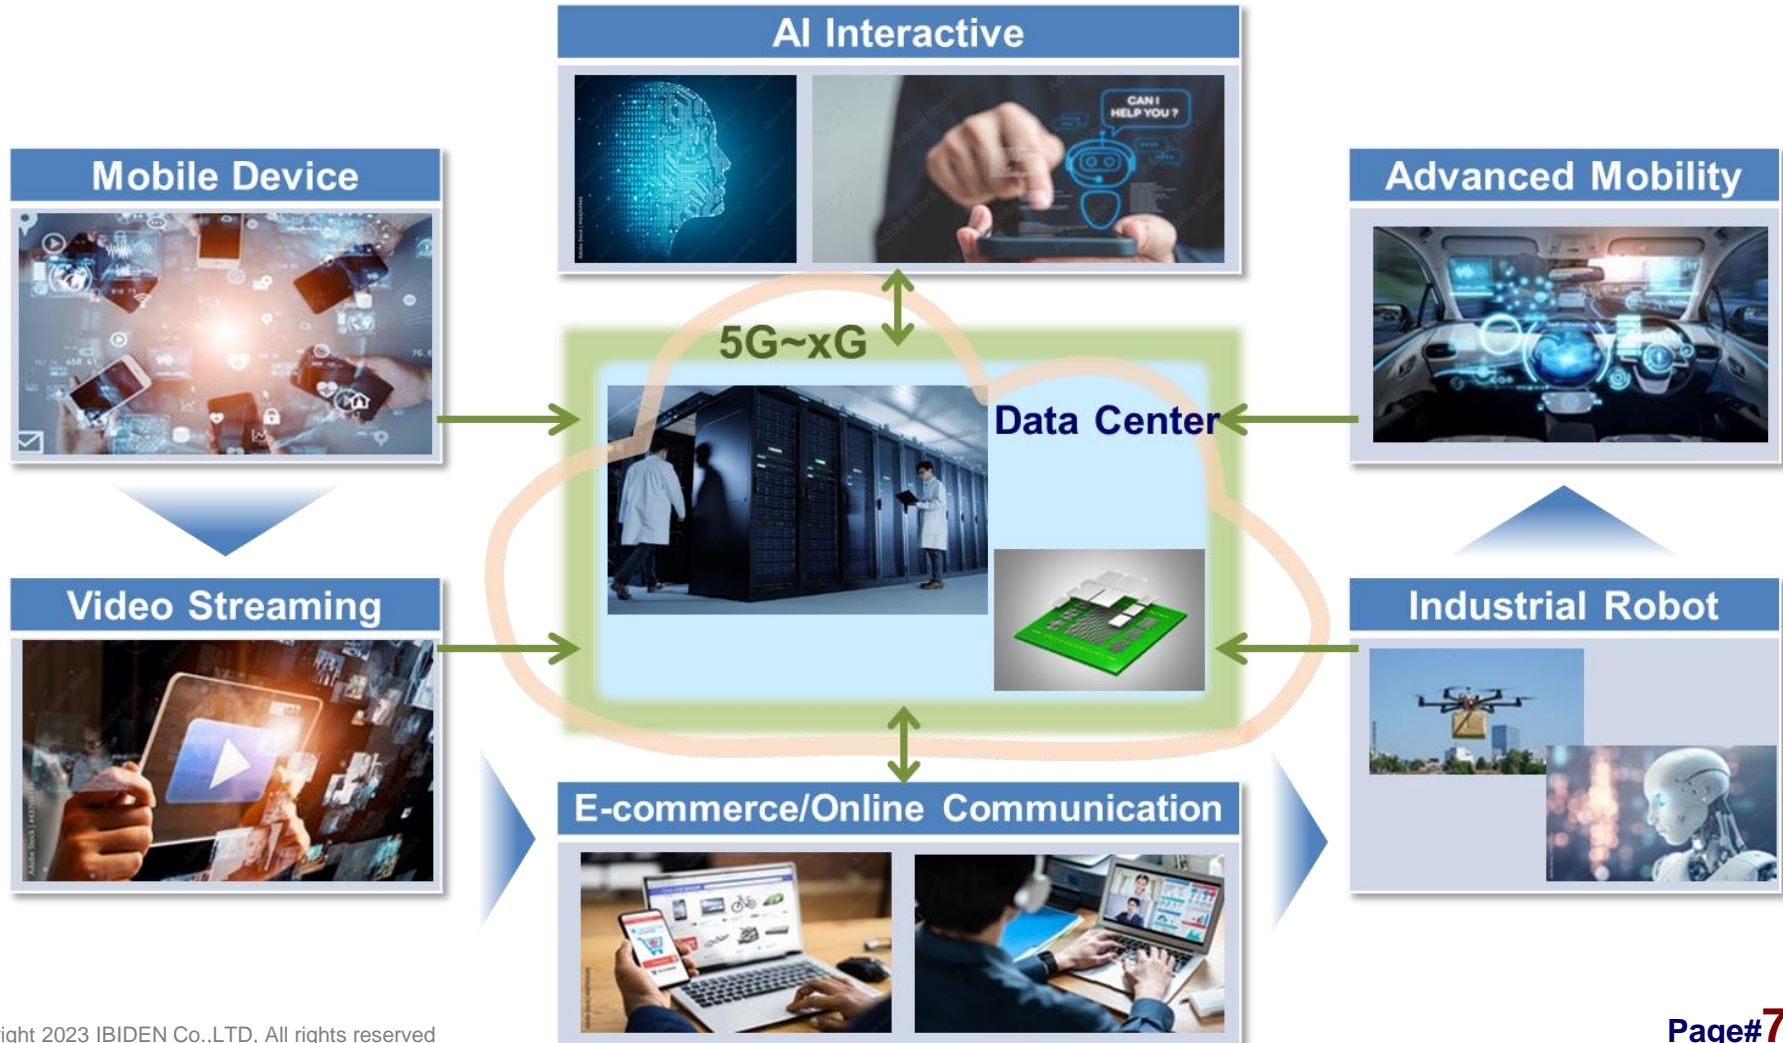 AI Interactive
CAN I
HELP YOU ?
Mobile Device
Advanced Mobility
5G~xG
Data Center
Video Streaming
Industrial Robot
E-commerce/Online Communication
ight 2023 IBIDEN Co.,LTD, All rights reserved
Page#7